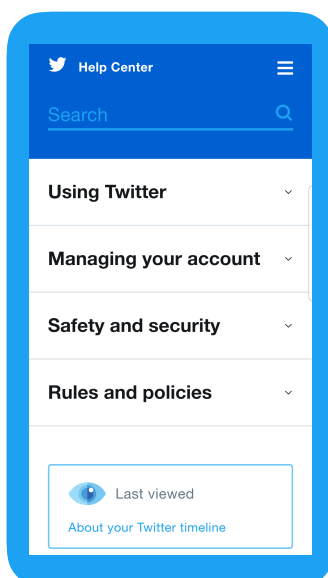 Help Center
Search
Using Twitter
Managing your account
Safety and security
Rules and policies
Last viewed
About your Twitter timeline